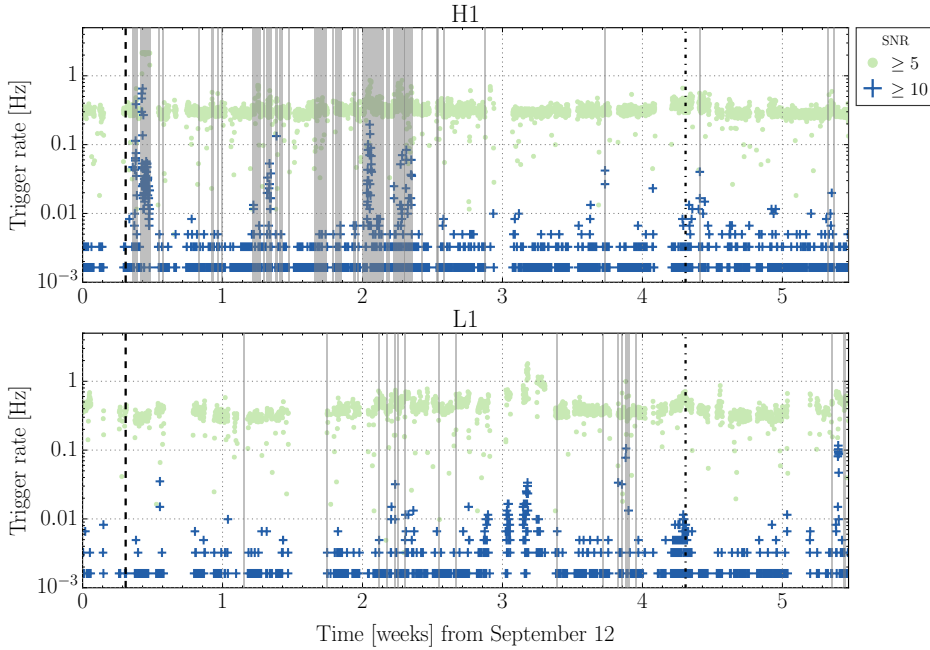 H1
SNR
≥ 5
≥ 10
Trigger rate [Hz]
1
0.1
0.01
10⁻³
0 1 2 3 4 5
L1
Trigger rate [Hz]
1
0.1
0.01
10⁻³
0 1 2 3 4 5
Time [weeks] from September 12